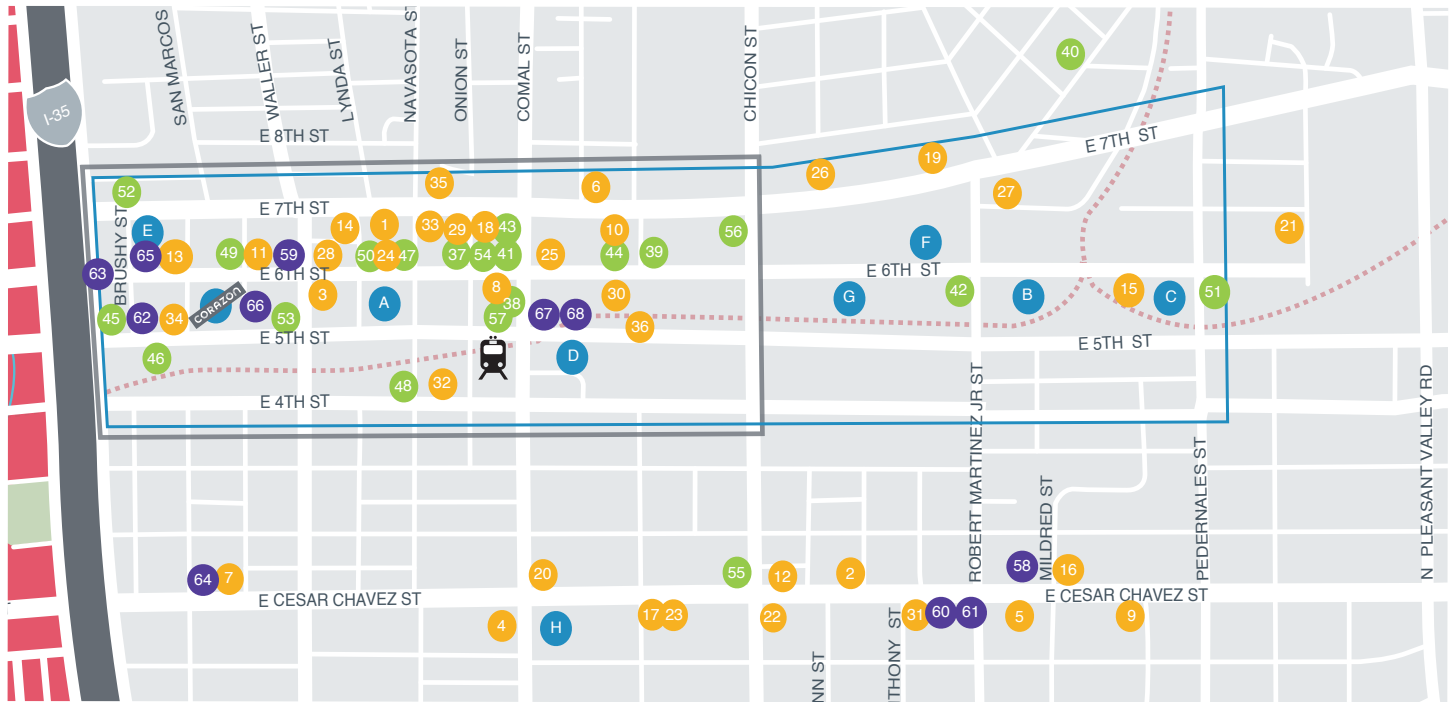 SAN MARCOS
WALLER ST
LYNDA ST
NAVASOTA ST
ONION ST
COMAL ST
CHICON ST
40
I-35
E 8TH ST
E 7TH ST
19
26
27
52
35
6
E 7TH ST
BRUSHY ST
E
14
1
33
29
18
43
10
56
21
F
65
13
49
11
59
28
50
24
47
37
54
41
25
44
39
63
E 6TH ST
E 6TH ST
CORAZON
66
3
A
8
38
30
G
42
B
15
C
51
45
62
34
53
57
67
68
36
E 5TH ST
E 5TH ST
46
D
48
32
E 4TH ST
ROBERT MARTINEZ JR ST
MILDRED ST
PEDERNALES ST
N PLEASANT VALLEY RD
64
7
20
55
12
2
58
16
E CESAR CHAVEZ ST
E CESAR CHAVEZ ST
4
H
17
23
22
31
60
61
5
9
NN ST
THONY ST